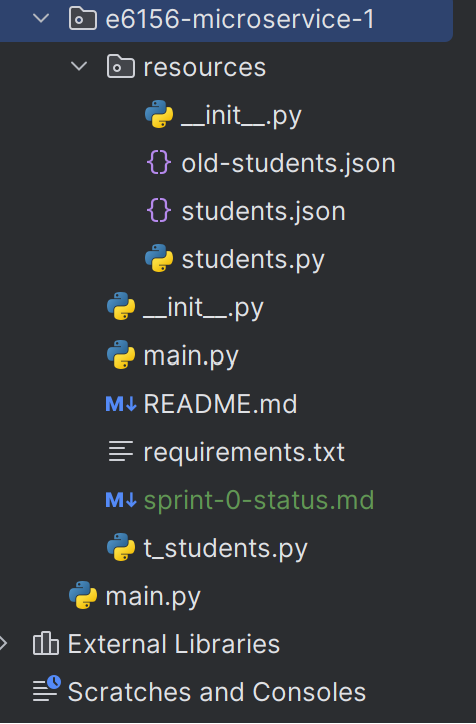 e6156-microservice-1
resources
__init__.py
old-students.json
students.json
students.py
__init__.py
main.py
M↓ README.md
requirements.txt
M↓ sprint-0-status.md
t_students.py
main.py
External Libraries
Scratches and Consoles